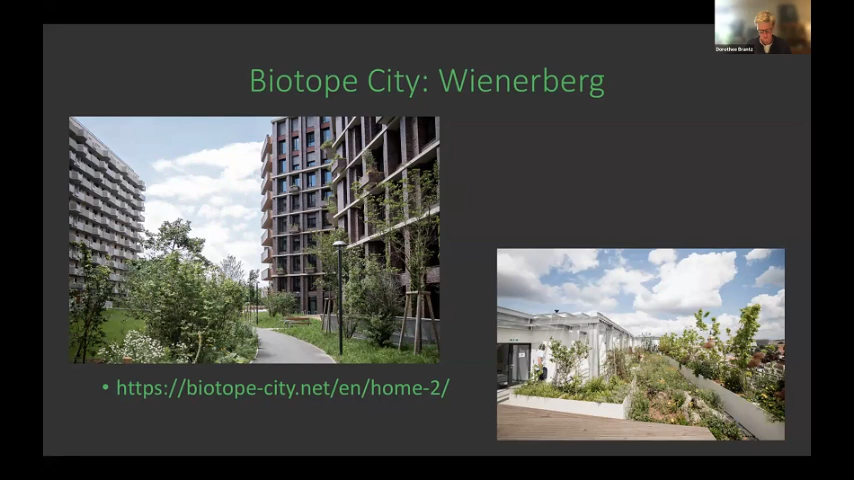 Dorothee Brantz
Biotope City: Wienerberg
• https://biotope-city.net/en/home-2/